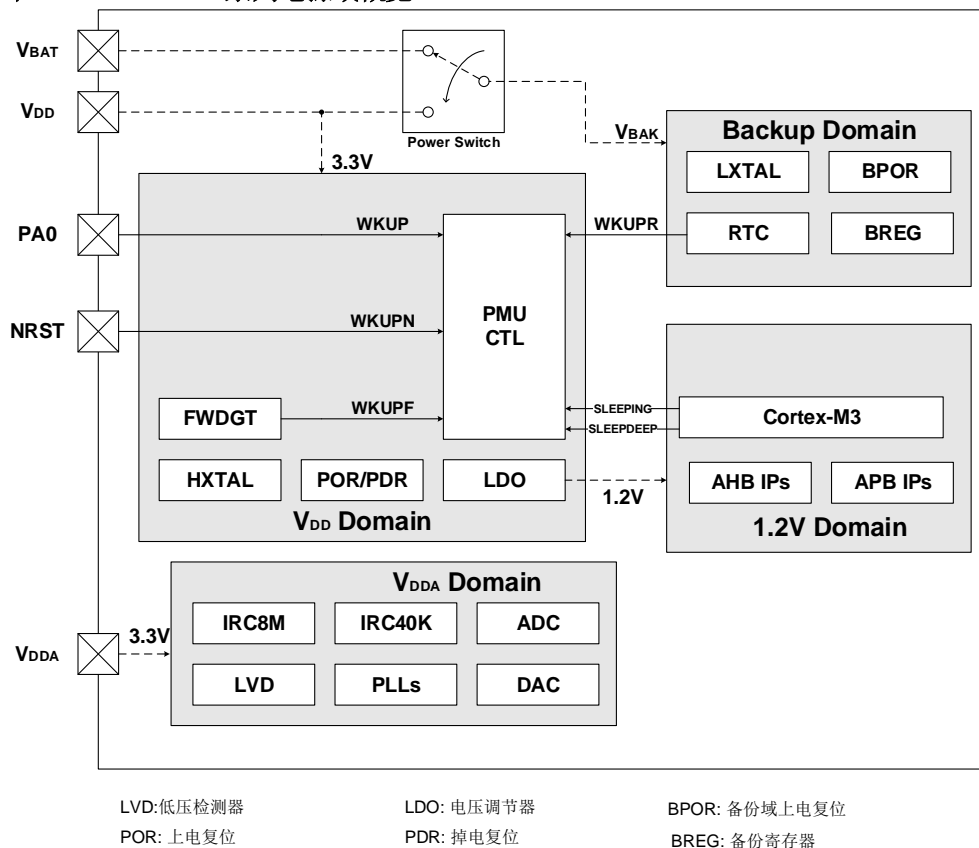 VBAT
VDD
Power Switch
3.3V
VBAK
Backup Domain
LXTAL
BPOR
RTC
BREG
PA0
WKUP
WKUPR
PMU
CTL
NRST
WKUPN
FWDGT
WKUPF
SLEEPING
SLEEPDEEP
Cortex-M3
HXTAL
POR/PDR
LDO
1.2V
AHB IPs
APB IPs
VDD Domain
1.2V Domain
VDDA Domain
IRC8M
IRC40K
ADC
VDDA
3.3V
LVD
PLLs
DAC
LVD:低压检测器
LDO: 电压调节器
BPOR: 备份域上电复位
POR: 上电复位
PDR: 掉电复位
BREG: 备份寄存器